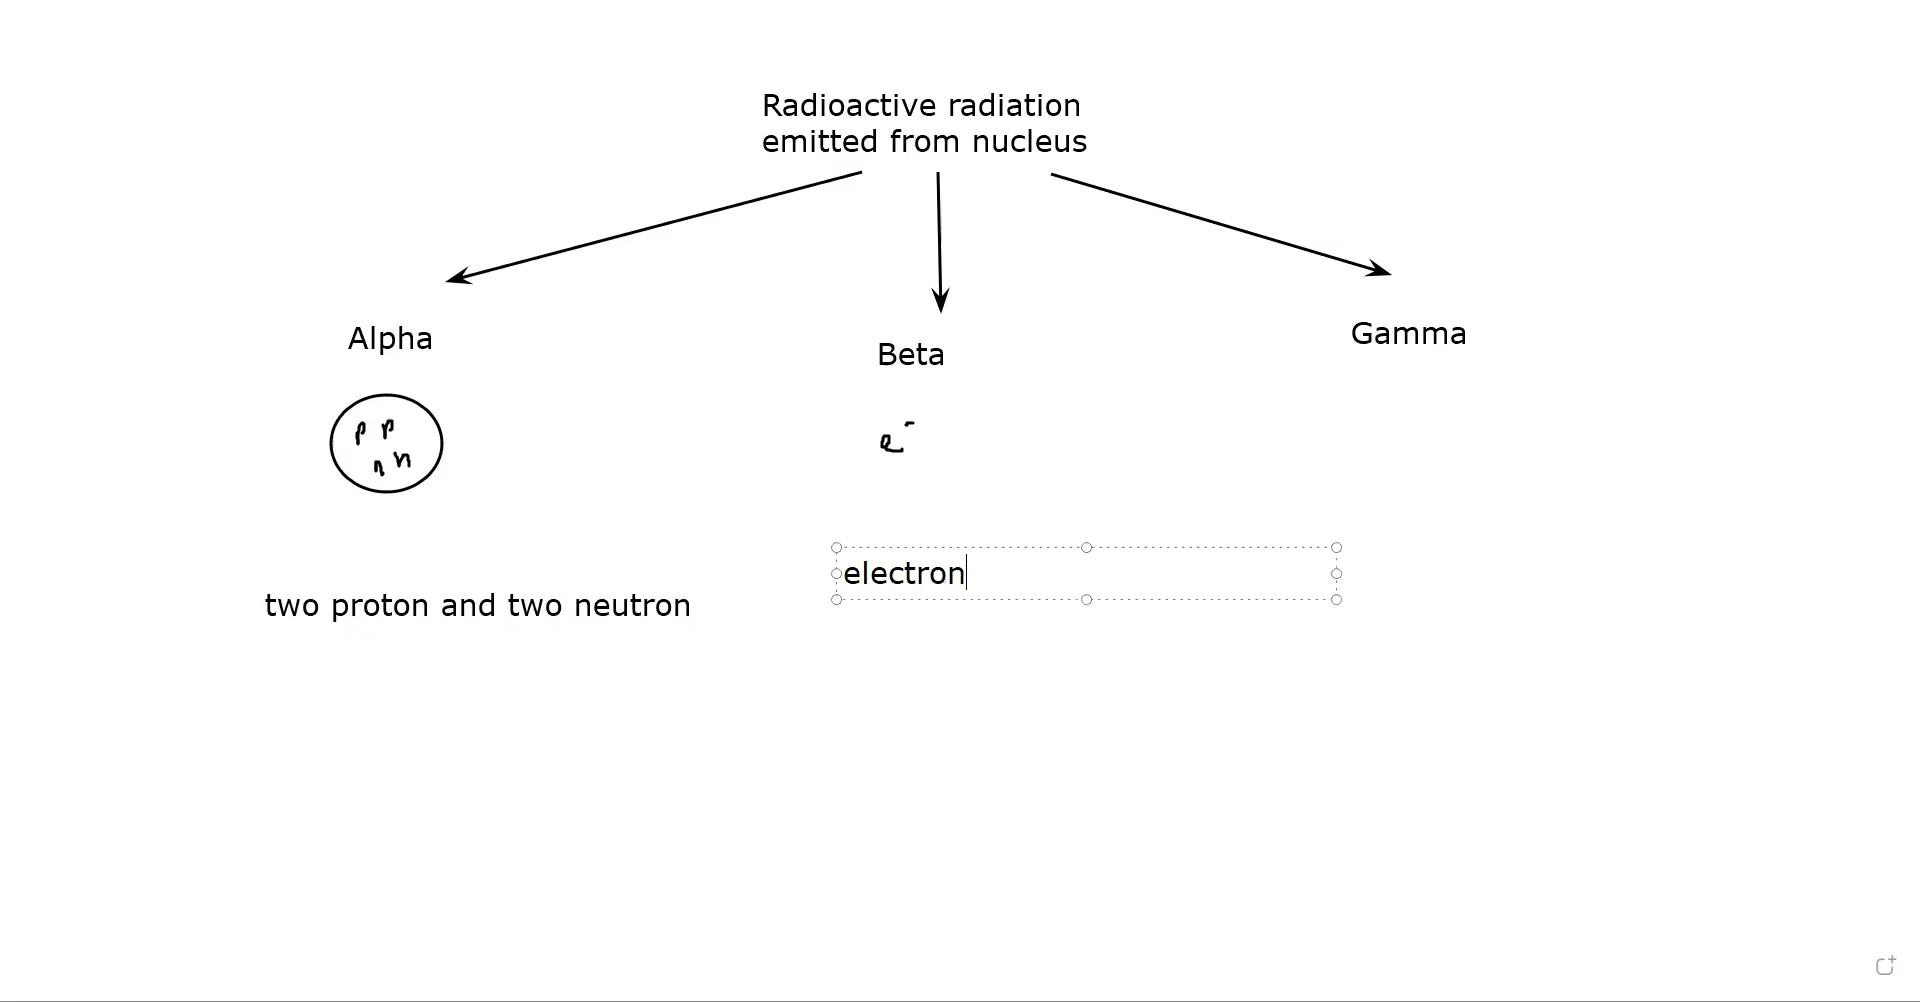 Radioactive radiation
emitted from nucleus
Alpha
Beta
Gamma
p p
n n
e⁻
electron
two proton and two neutron